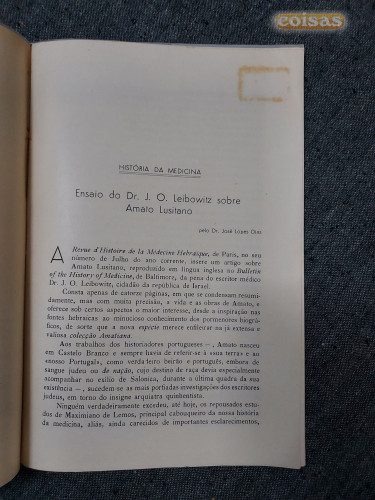 coisas
HISTÓRIA DA MEDICINA
Ensaio do Dr. J. O. Leibowitz sobre
Amato Lusitano
pelo Dr. José Lopes Dias
A Revue d'Histoire de la Médecine Hebraïque, de Paris, no seu
número de Julho do ano corrente, insere um artigo sobre
Amato Lusitano, reproduzido em língua inglesa no Bulletin
of the History of Medicine, de Baltimore, da pena do escritor médico
Dr. J. O. Leibowitz, cidadão da república de Israel.
Consta apenas de catorze páginas, em que se condensam resumi-
damente, mas com muita precisão, a vida e as obras de Amato, e
oferece sob certos aspectos o maior interesse, desde a inspiração nas
fontes hebraicas ao minucioso conhecimento dos pormenores biográ-
ficos, de sorte que a nova espécie merece enfileirar na já extensa e
valiosa colecção Amatiana.
Aos trabalhos dos historiadores portugueses —, Amato nasceu
em Castelo Branco e sempre havia de referir-se à «sua terra» e ao
«nosso Portugal», como verdadeiro beirão e português, embora de
sangue judeu ou de nação, cujo destino de raça devia especialmente
acompanhar no exílio de Salonica, durante a última quadra da sua
existência —, sucedem-se as mais porfiadas investigações dos escritores
judeus, em torno do insigne arquiatra quinhentista.
Ninguém verdadeiramente excedeu, até hoje, os repousados estu-
dos de Maximiano de Lemos, principal cabouqueiro da nossa história
da medicina, aliás, ainda carecidos de importantes esclarecimentos,